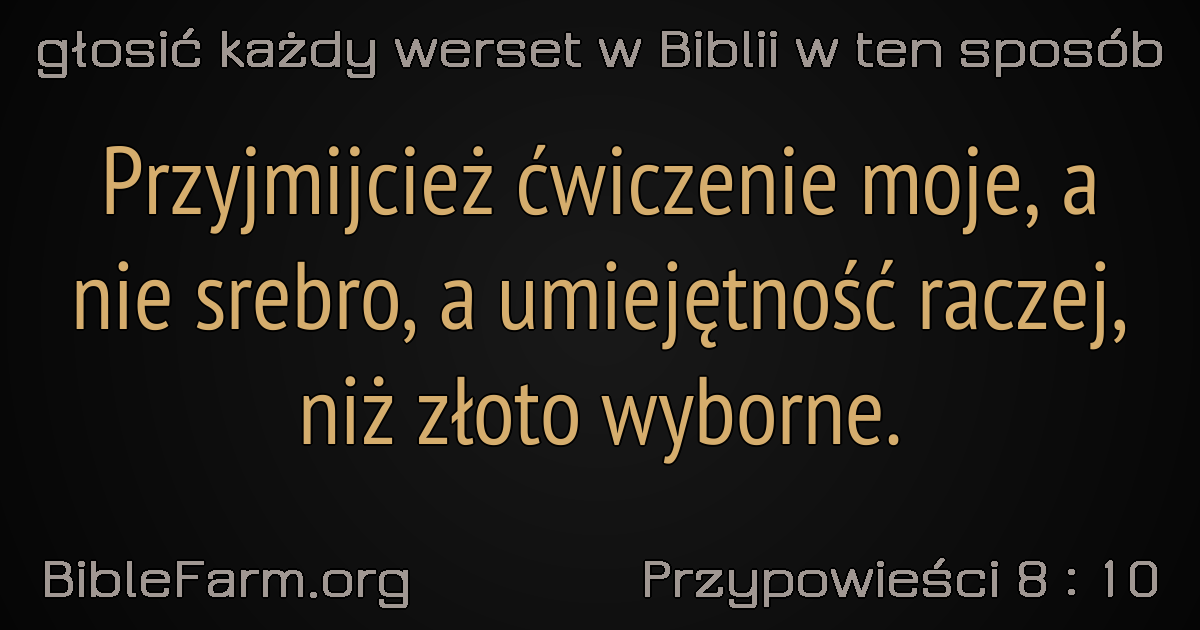 głosić każdy werset w Biblii w ten sposób
Przyjmijcież ćwiczenie moje, a
nie srebro, a umiejętność raczej,
niż złoto wyborne.
BibleFarm.org
Przypowieści 8 : 10